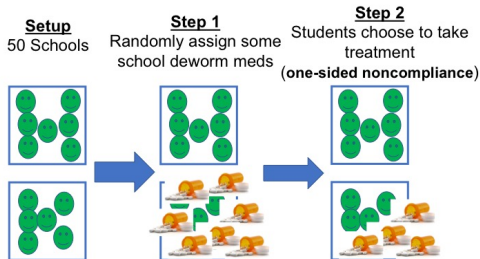 Setup
50 Schools
Step 1
Randomly assign some
school deworm meds
Step 2
Students choose to take
treatment
(one-sided noncompliance)